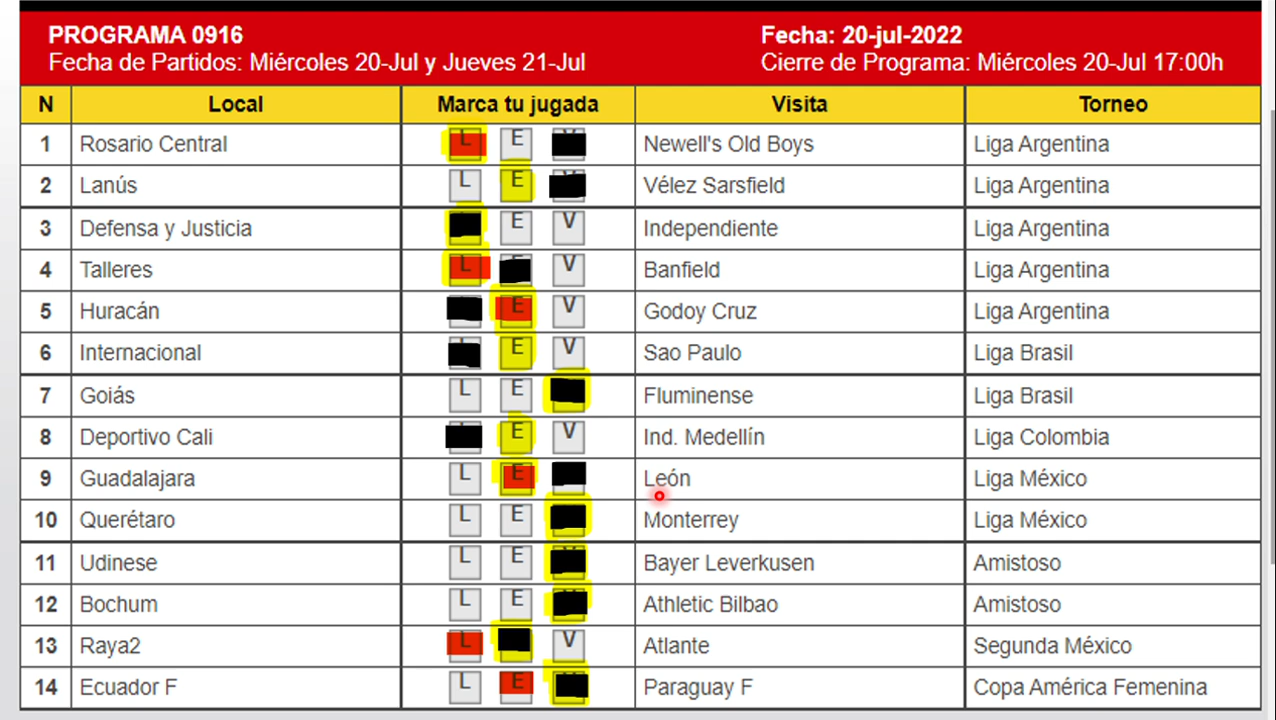 PROGRAMA 0916 Fecha: 20-jul-2022
Fecha de Partidos: Miércoles 20-Jul y Jueves 21-Jul Cierre de Programa: Miércoles 20-Jul 17:00h
N Local Marca tu jugada Visita Torneo
1 Rosario Central L E Newell's Old Boys Liga Argentina
2 Lanús L E Vélez Sarsfield Liga Argentina
3 Defensa y Justicia E V Independiente Liga Argentina
4 Talleres L V Banfield Liga Argentina
5 Huracán E V Godoy Cruz Liga Argentina
6 Internacional E V Sao Paulo Liga Brasil
7 Goiás L E Fluminense Liga Brasil
8 Deportivo Cali E V Ind. Medellín Liga Colombia
9 Guadalajara L E León Liga México
10 Querétaro L E Monterrey Liga México
11 Udinese L E Bayer Leverkusen Amistoso
12 Bochum L E Athletic Bilbao Amistoso
13 Raya2 L V Atlante Segunda México
14 Ecuador F L E Paraguay F Copa América Femenina